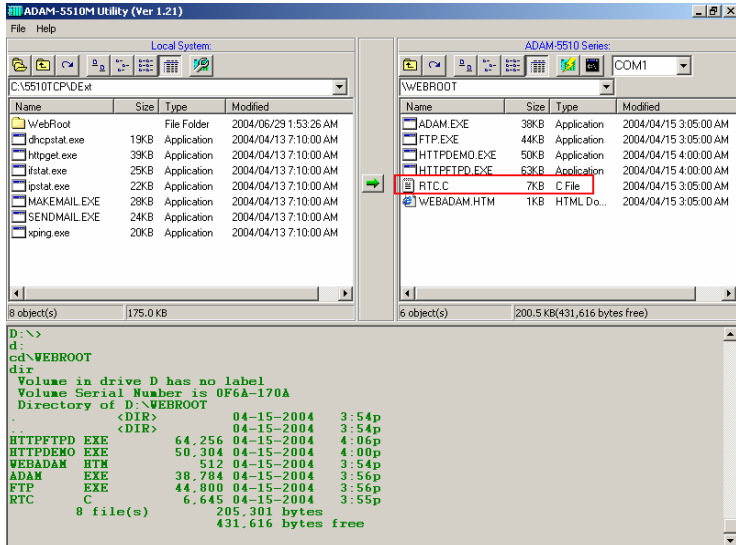 ADAM-5510M Utility (Ver 1.21)
File Help
Local System:
C:\5510TCP\DExt
Name Size Type Modified
WebRoot File Folder 2004/06/29 1:53:26 AM
dhcpstat.exe 19KB Application 2004/04/13 7:10:00 AM
httpget.exe 39KB Application 2004/04/13 7:10:00 AM
ifstat.exe 25KB Application 2004/04/13 7:10:00 AM
ipstat.exe 22KB Application 2004/04/13 7:10:00 AM
MAKEMAIL.EXE 28KB Application 2004/04/13 7:10:00 AM
SENDMAIL.EXE 24KB Application 2004/04/13 7:10:00 AM
xping.exe 20KB Application 2004/04/13 7:10:00 AM
8 object(s) 175.0 KB
ADAM-5510 Series:
COM1
\WEBROOT
Name Size Type Modified
ADAM.EXE 38KB Application 2004/04/15 3:05:00 AM
FTP.EXE 44KB Application 2004/04/15 3:05:00 AM
HTTPDEMO.EXE 50KB Application 2004/04/15 4:00:00 AM
HTTPFTPD.EXE 63KB Application 2004/04/15 4:00:00 AM
RTC.C 7KB C File 2004/04/15 3:05:00 AM
WEBADAM.HTM 1KB HTML Do... 2004/04/15 3:05:00 AM
6 object(s) 200.5 KB(431,616 bytes free)
D:\>
d:
cd\WEBROOT
dir
Volume in drive D has no label
Volume Serial Number is 0F6A-170A
Directory of D:\WEBROOT
. <DIR> 04-15-2004 3:54p
.. <DIR> 04-15-2004 3:54p
HTTPFTPD EXE 64,256 04-15-2004 4:06p
HTTPDEMO EXE 50,304 04-15-2004 4:00p
WEBADAM HTM 512 04-15-2004 3:54p
ADAM EXE 38,784 04-15-2004 3:56p
FTP EXE 44,800 04-15-2004 3:56p
RTC C 6,645 04-15-2004 3:55p
8 file(s) 205,301 bytes
431,616 bytes free